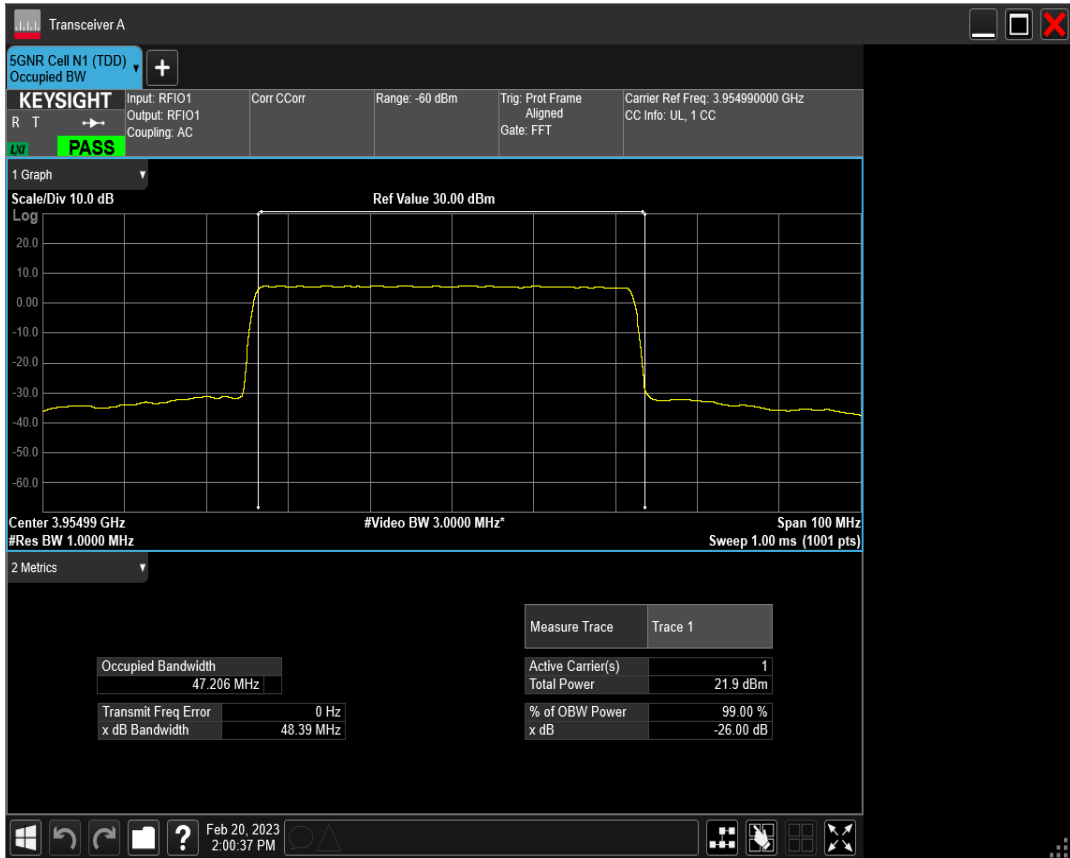 Transceiver A
5GNR Cell N1 (TDD)
Occupied BW
+
KEYSIGHT
R T
LXI
PASS
Input: RFIO1
Output: RFIO1
Coupling: AC
Corr CCorr
Range: -60 dBm
Trig: Prot Frame
Aligned
Gate: FFT
Carrier Ref Freq: 3.954990000 GHz
CC Info: UL, 1 CC
1 Graph
Scale/Div 10.0 dB
Ref Value 30.00 dBm
Log
20.0
10.0
0.00
-10.0
-20.0
-30.0
-40.0
-50.0
-60.0
Center 3.95499 GHz
#Video BW 3.0000 MHz*
Span 100 MHz
#Res BW 1.0000 MHz
Sweep 1.00 ms (1001 pts)
2 Metrics
Measure Trace Trace 1
Occupied Bandwidth
47.206 MHz
Active Carrier(s) 1
Total Power 21.9 dBm
Transmit Freq Error 0 Hz
x dB Bandwidth 48.39 MHz
% of OBW Power 99.00 %
x dB -26.00 dB
?
Feb 20, 2023
2:00:37 PM